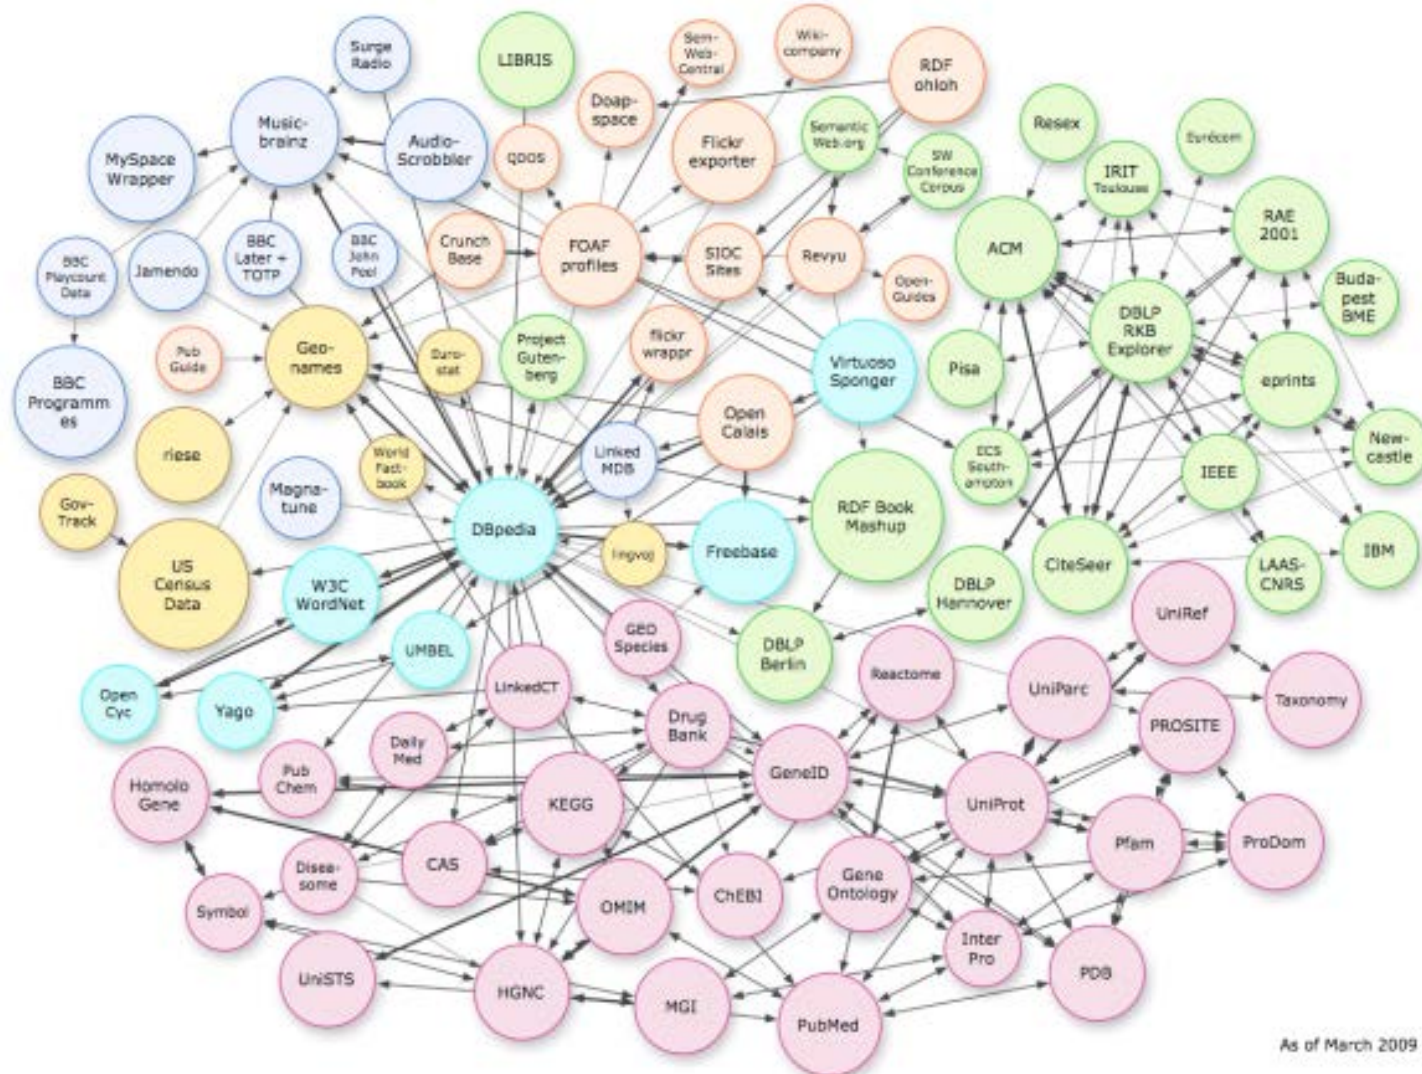 Surge
Radio
LIBRIS
Sem-
Web-
Central
Wiki-
company
RDF
ohloh
Doap-
space
Music-
brainz
Audio-
Scrobbler
MySpace
Wrapper
QDOS
Flickr
exporter
Semantic
Web.org
SW
Conference
Corpus
Resex
Eurécom
IRIT
Toulouse
RAE
2001
ACM
BBC
Playcount
Data
Jamendo
BBC
Later +
TOTP
BBC
John
Peel
Crunch
Base
FOAF
profiles
SIOC
Sites
Revyu
Open-
Guides
Buda-
pest
BME
DBLP
RKB
Explorer
Pub
Guide
Geo-
names
Euro-
stat
Project
Guten-
berg
flickr
wrappr
Virtuoso
Sponger
Pisa
eprints
BBC
Programm
es
riese
World
Fact-
book
Linked
MDB
Open
Calais
ECS
South-
ampton
IEEE
New-
castle
Gov-
Track
Magna-
tune
DBpedia
RDF Book
Mashup
US
Census
Data
W3C
WordNet
lingvoj
Freebase
DBLP
Hannover
CiteSeer
LAAS-
CNRS
IBM
UniRef
UMBEL
GEO
Species
DBLP
Berlin
Open
Cyc
Yago
LinkedCT
Reactome
UniParc
Taxonomy
PROSITE
Drug
Bank
Daily
Med
Homolo
Gene
Pub
Chem
KEGG
GeneID
UniProt
Pfam
ProDom
CAS
Disea-
some
Symbol
OMIM
ChEBI
Gene
Ontology
Inter
Pro
PDB
UniSTS
HGNC
MGI
PubMed
As of March 2009